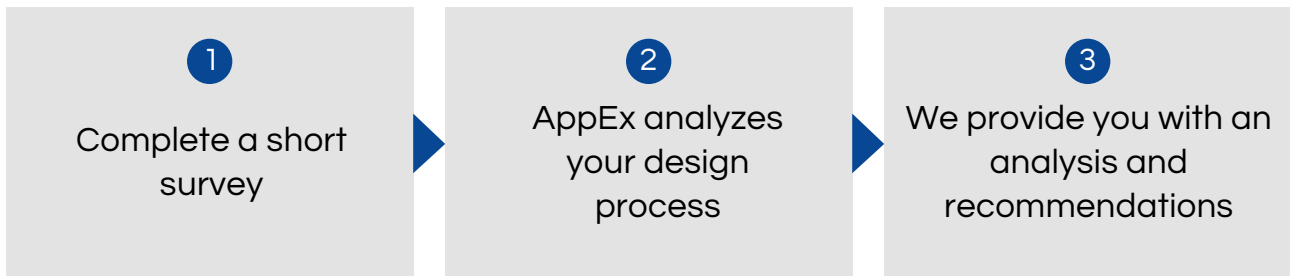 1
Complete a short
survey
2
AppEx analyzes
your design
process
3
We provide you with an
analysis and
recommendations